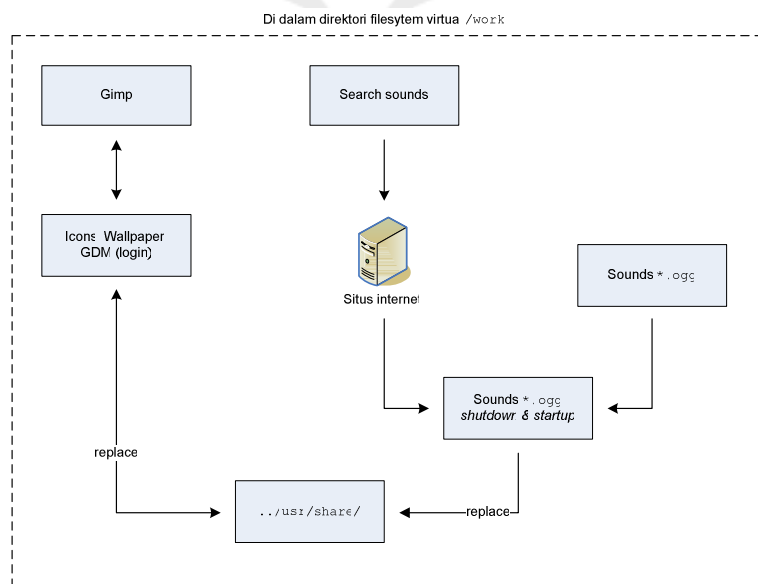 Di dalam direktori filesytem virtua /work
Gimp
Search sounds
Icons Wallpaper
GDM (login)
Situs internet
Sounds *.ogg
Sounds *.ogg
shutdown & startup
replace
../usr/share/
replace